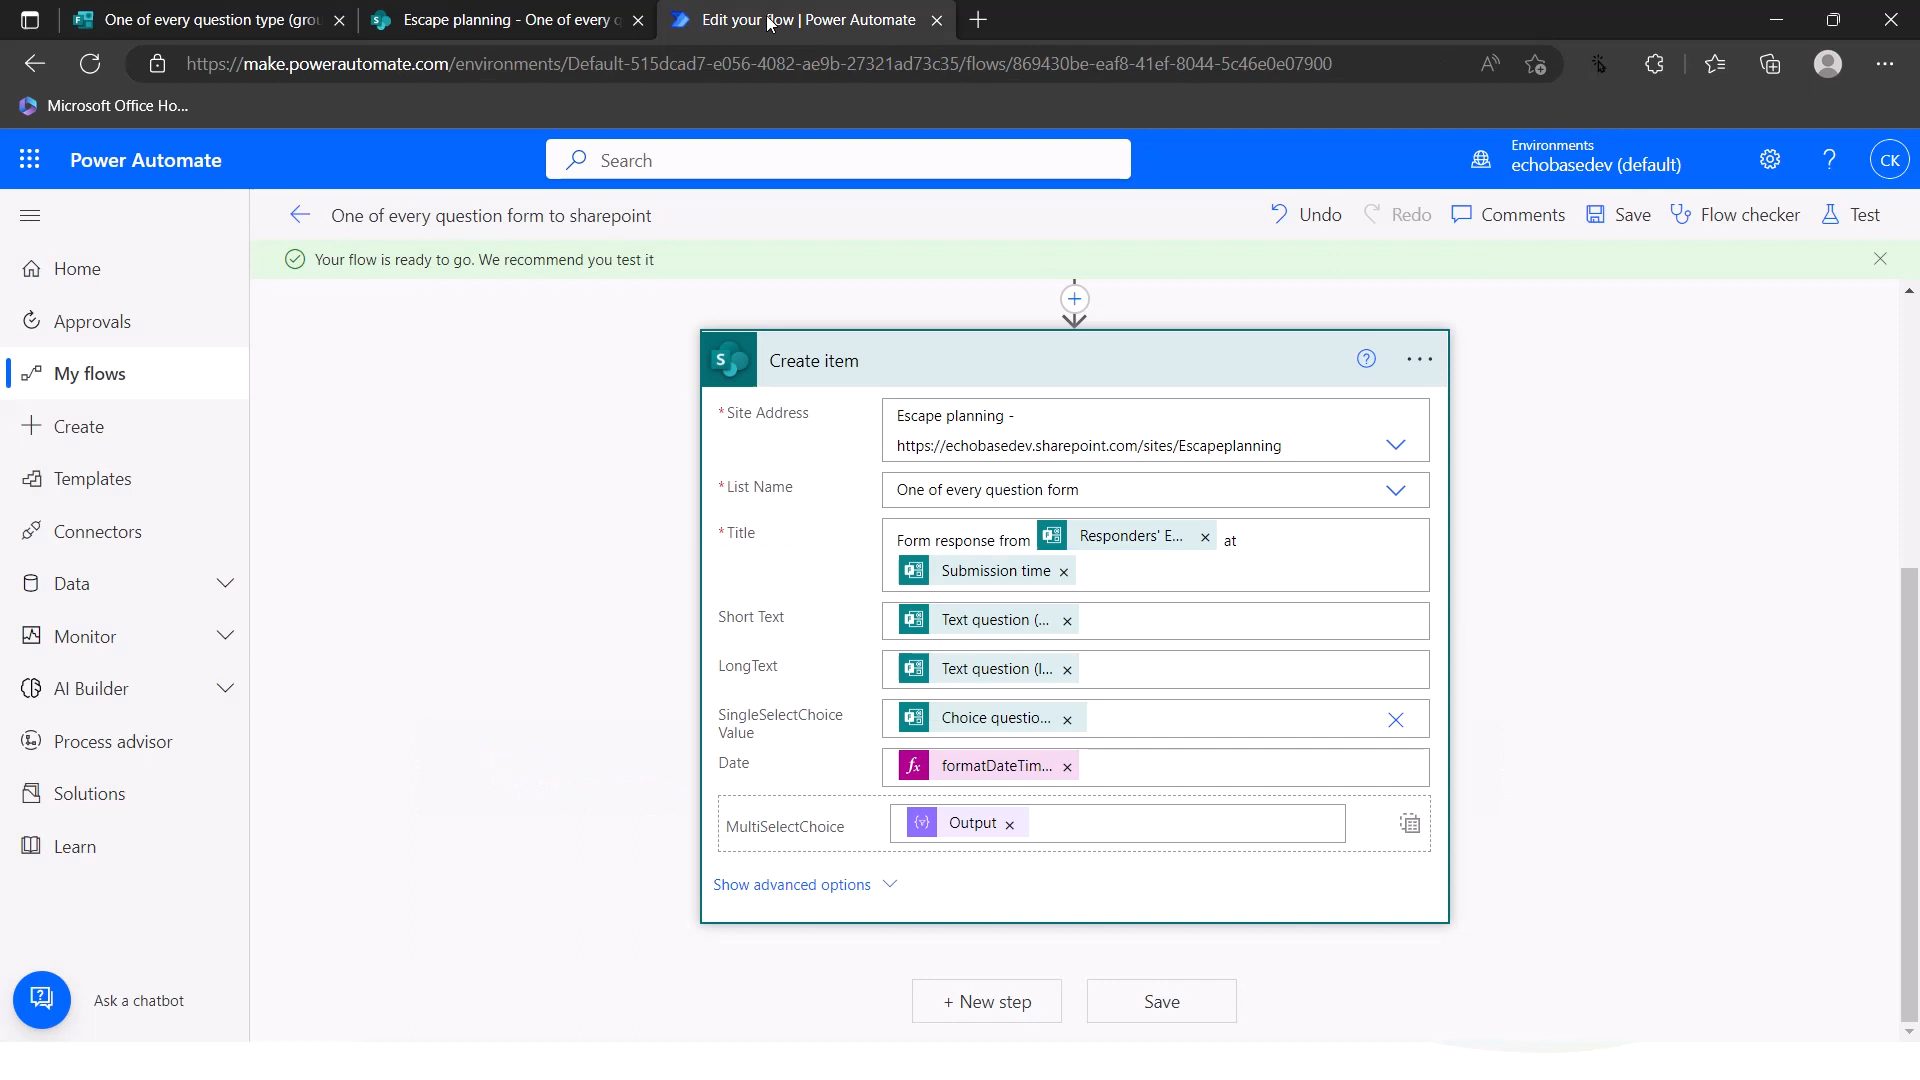 One of every question type (grou
Escape planning - One of every q
Edit your flow | Power Automate
https://make.powerautomate.com/environments/Default-515dcad7-e056-4082-ae9b-27321ad73c35/flows/869430be-eaf8-41ef-8044-5c46e0e07900
Microsoft Office Ho...
Power Automate
Search
Environments
echobasedev (default)
?
CK
One of every question form to sharepoint
Undo
Redo
Comments
Save
Flow checker
Test
Your flow is ready to go. We recommend you test it
Home
Approvals
My flows
Create
Templates
Connectors
Data
Monitor
AI Builder
Process advisor
Solutions
Learn
Ask a chatbot
Create item
* Site Address
Escape planning -
https://echobasedev.sharepoint.com/sites/Escapeplanning
* List Name
One of every question form
* Title
Form response from Responders' E... × at
Submission time ×
Short Text
Text question (... ×
LongText
Text question (l... ×
SingleSelectChoice
Value
Choice questio... ×
Date
fx formatDateTim... ×
MultiSelectChoice
Output ×
Show advanced options
+ New step
Save